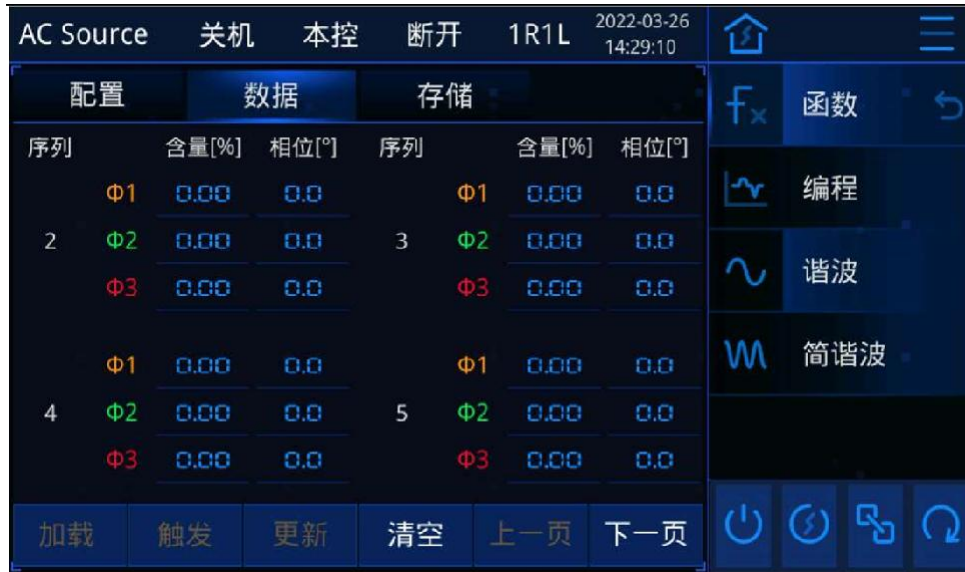 AC Source 关机 本控 断开 1R1L 2022-03-26
14:29:10
配置 数据 存储
序列 含量[%] 相位[°] 序列 含量[%] 相位[°]
Φ1 0.00 0.0 Φ1 0.00 0.0
2 Φ2 0.00 0.0 3 Φ2 0.00 0.0
Φ3 0.00 0.0 Φ3 0.00 0.0
Φ1 0.00 0.0 Φ1 0.00 0.0
4 Φ2 0.00 0.0 5 Φ2 0.00 0.0
Φ3 0.00 0.0 Φ3 0.00 0.0
加载 触发 更新 清空 上一页 下一页
fx 函数
编程
谐波
简谐波